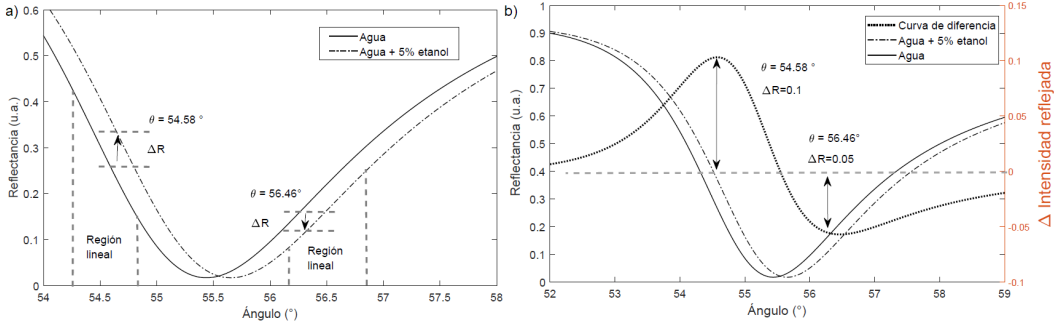 a)
Reflectancia (u.a.)
0.6
0.5
0.4
0.3
0.2
0.1
0
Agua
Agua + 5% etanol
θ = 54.58 °
ΔR
θ = 56.46°
ΔR
Región
lineal
Región
lineal
54
54.5
55
55.5
56
56.5
57
57.5
58
Ángulo (°)
b)
Reflectancia (u.a.)
1
0.9
0.8
0.7
0.6
0.5
0.4
0.3
0.2
0.1
0
Curva de diferencia
Agua + 5% etanol
Agua
θ = 54.58 °
ΔR=0.1
θ = 56.46°
ΔR=0.05
52
53
54
55
56
57
58
59
Ángulo (°)
0.15
0.1
0.05
0
-0.05
-0.1
Δ Intensidad reflejada